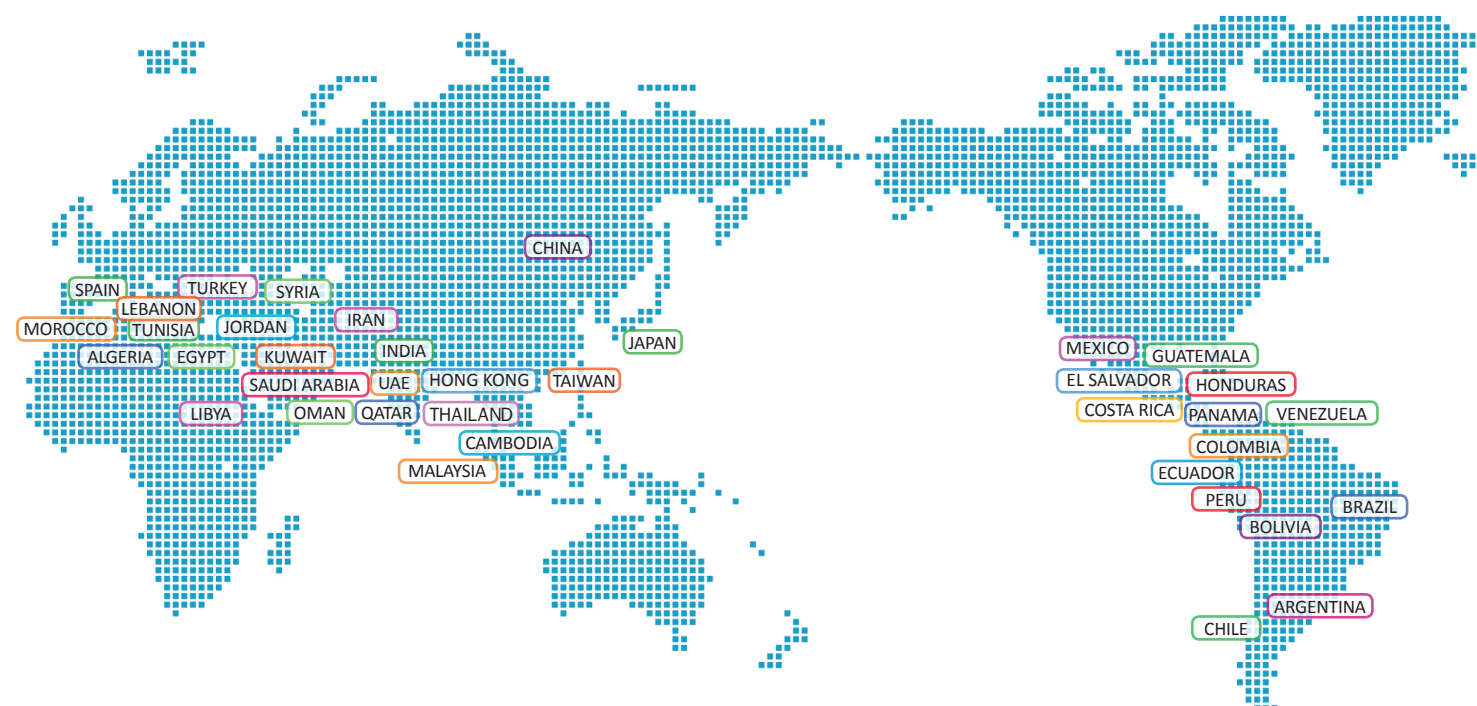 CHINA
SPAIN
TURKEY
SYRIA
LEBANON
MOROCCO
TUNISIA
JORDAN
IRAN
JAPAN
ALGERIA
EGYPT
KUWAIT
INDIA
SAUDI ARABIA
UAE
HONG KONG
TAIWAN
LIBYA
OMAN
QATAR
THAILAND
CAMBODIA
MALAYSIA
MEXICO
GUATEMALA
EL SALVADOR
HONDURAS
COSTA RICA
PANAMA
VENEZUELA
COLOMBIA
ECUADOR
PERU
BRAZIL
BOLIVIA
ARGENTINA
CHILE